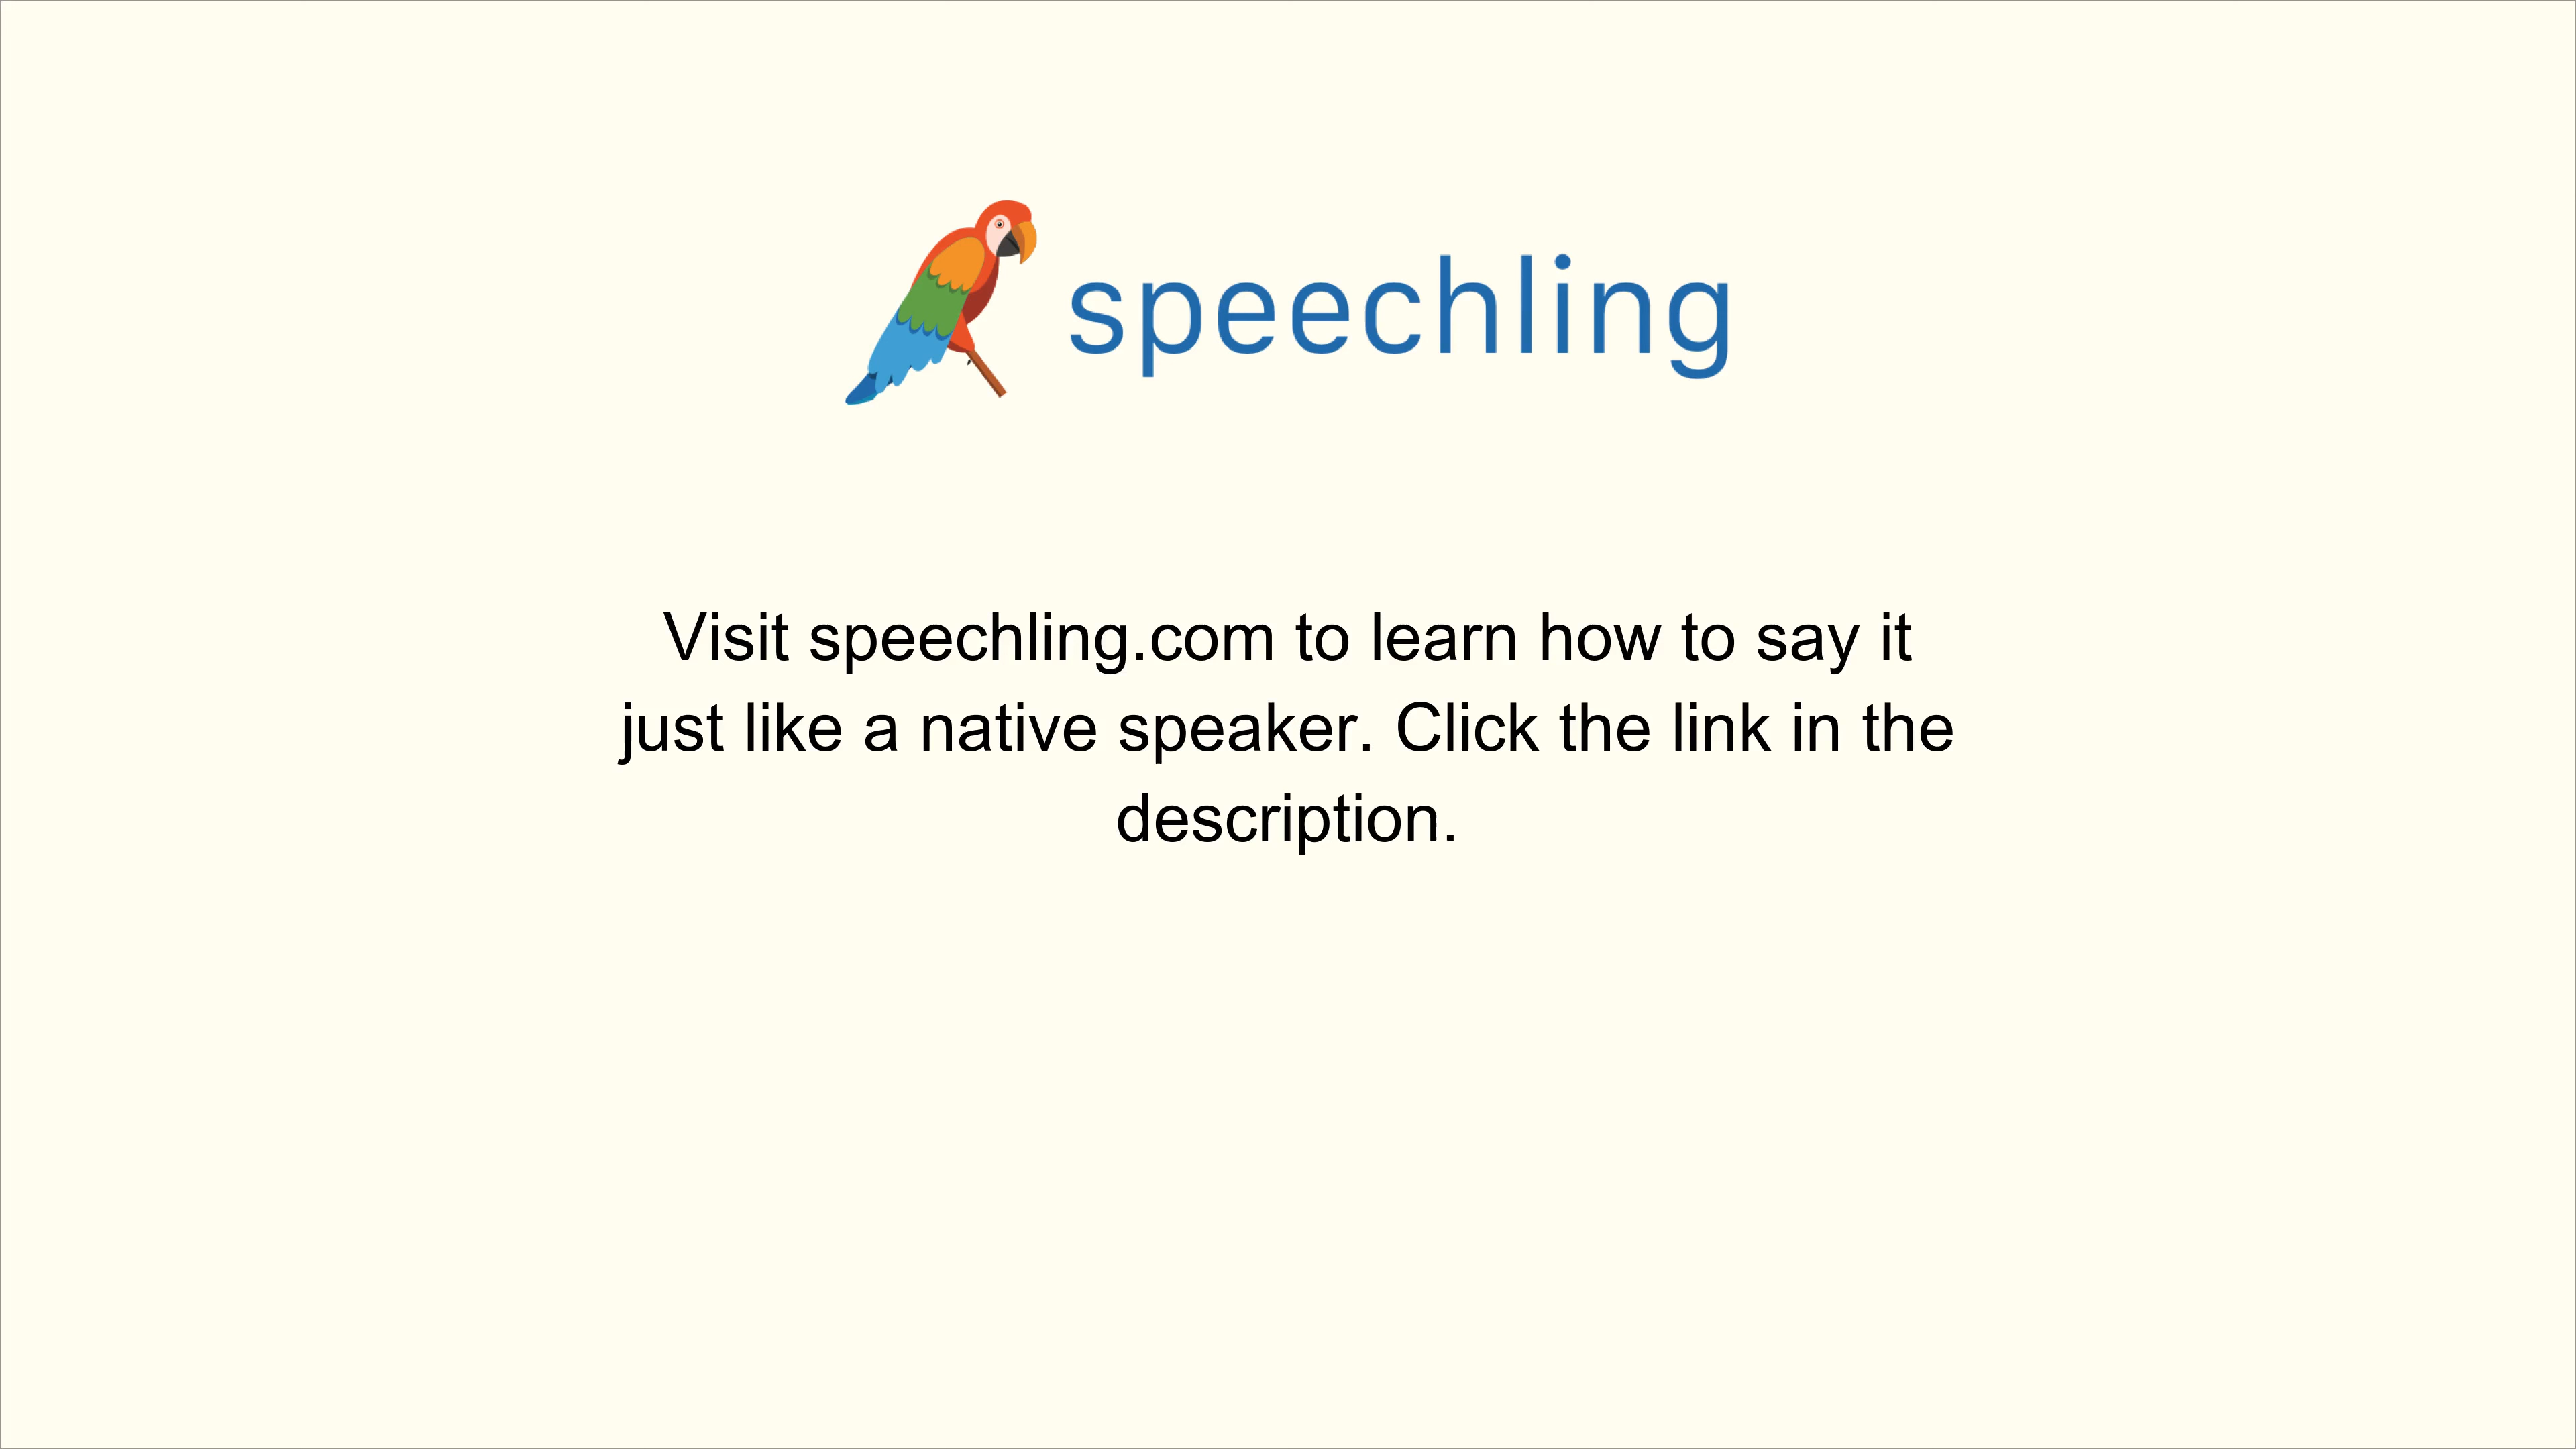 speechling
Visit speechling.com to learn how to say it
just like a native speaker. Click the link in the
description.